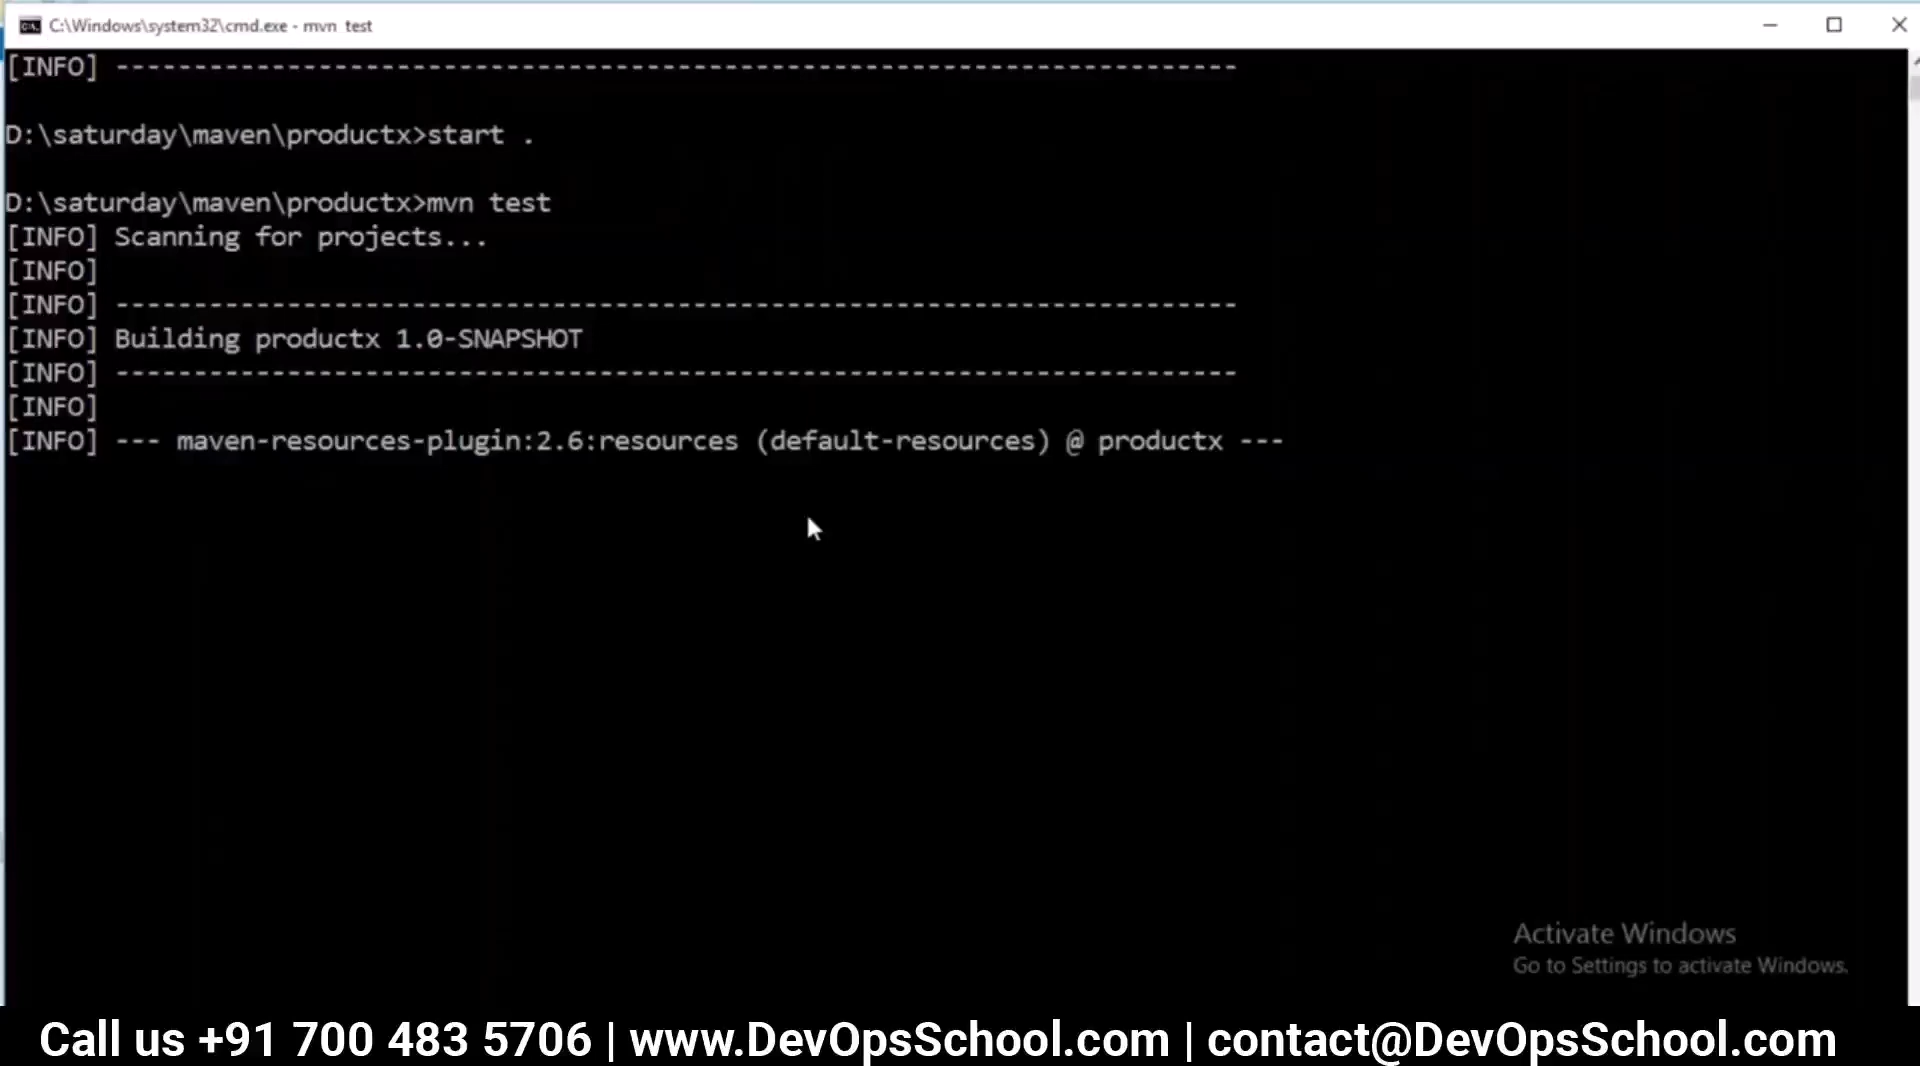 C:\Windows\system32\cmd.exe - mvn  test
[INFO] ------------------------------------------------------------------------
D:\saturday\maven\productx>start .
D:\saturday\maven\productx>mvn test
[INFO] Scanning for projects...
[INFO]
[INFO] ------------------------------------------------------------------------
[INFO] Building productx 1.0-SNAPSHOT
[INFO] ------------------------------------------------------------------------
[INFO]
[INFO] --- maven-resources-plugin:2.6:resources (default-resources) @ productx ---
Activate Windows
Go to Settings to activate Windows.
Call us +91 700 483 5706 | www.DevOpsSchool.com | contact@DevOpsSchool.com